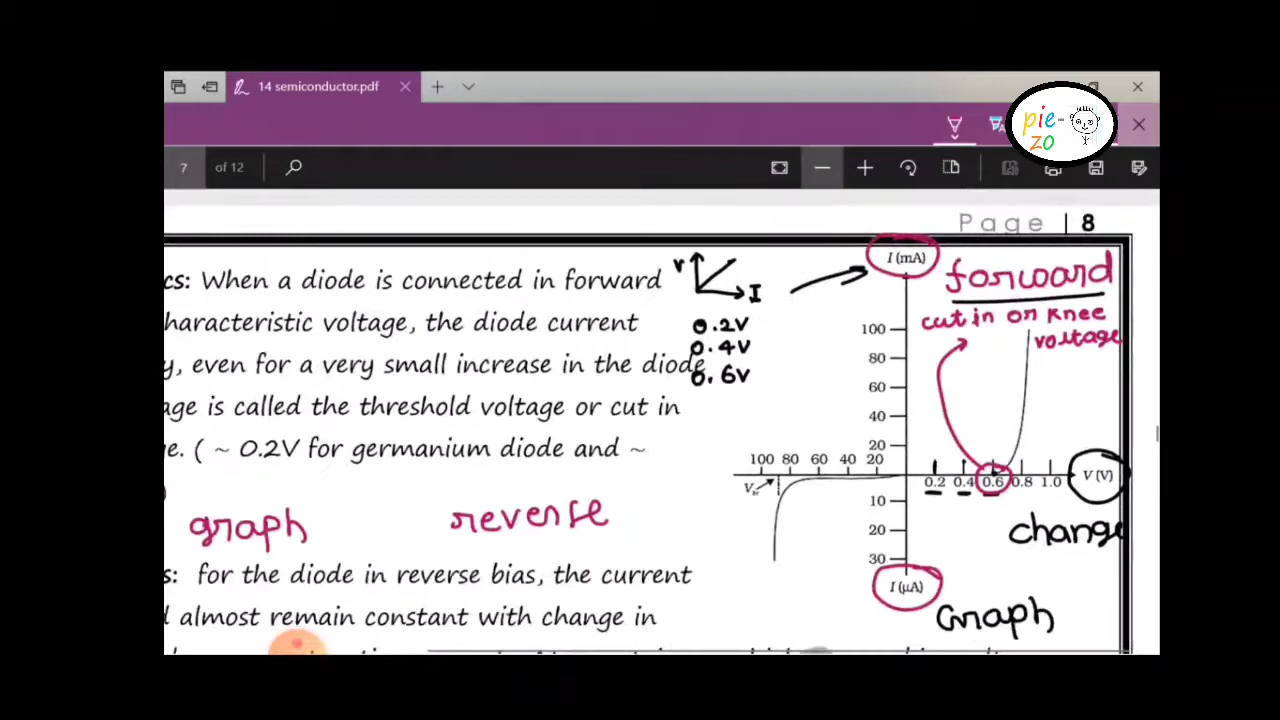 14 semiconductor.pdf
pie-
zo
7 of 12
Page | 8
cs: When a diode is connected in forward
haracteristic voltage, the diode current
y, even for a very small increase in the diode
age is called the threshold voltage or cut in
e. ( ~ 0.2V for germanium diode and ~
)
graph reverse
s: for the diode in reverse bias, the current
almost remain constant with change in
V
I
0.2V
0.4V
0.6V
I (mA)
forward
cut in or knee
voltage
100
80
60
40
20
100 80 60 40 20
0.2 0.4 0.6 0.8 1.0 V (V)
Vbr
10
20
30
I (μA)
change
Graph